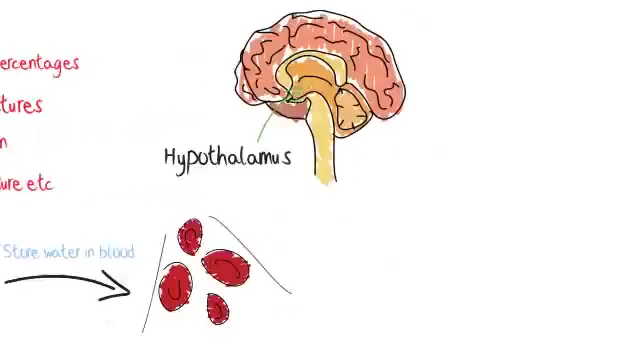 ercentages
tures
n
ure etc
Hypothalamus
Store water in blood